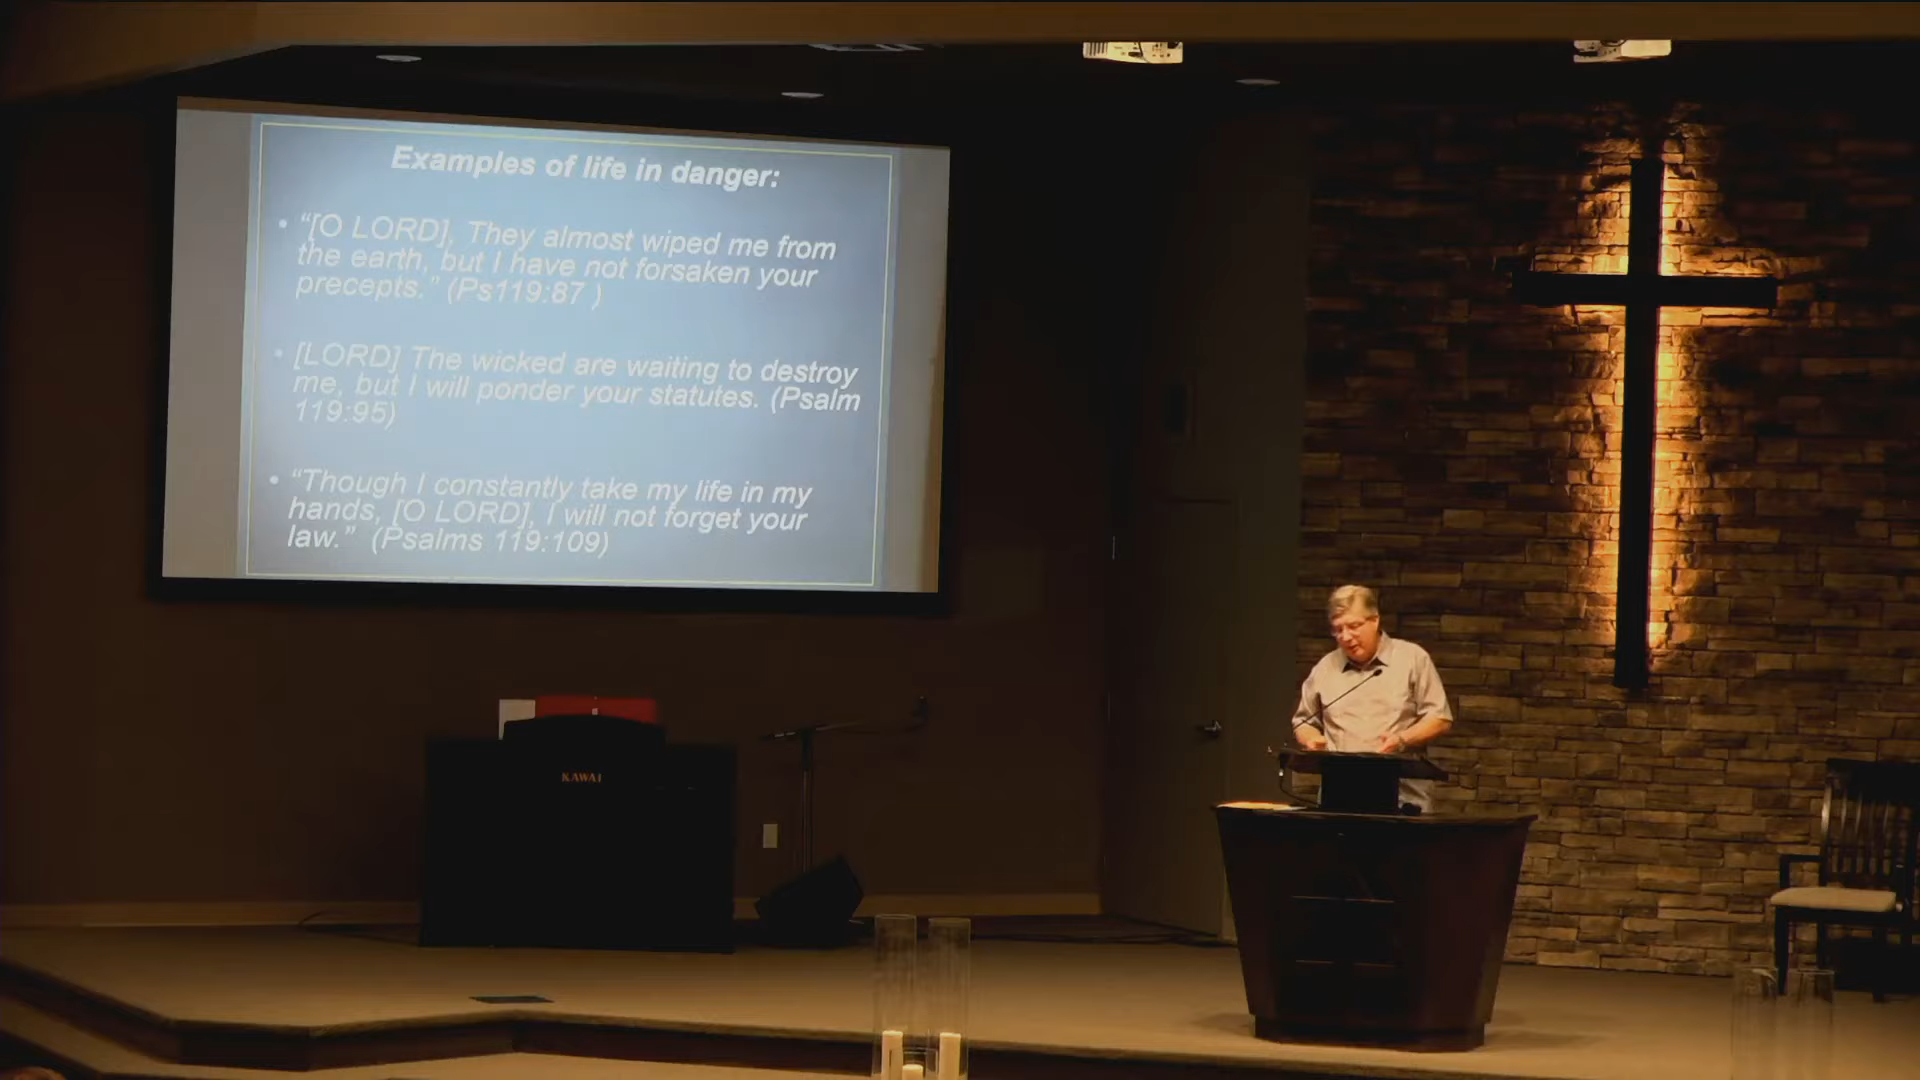 Examples of life in danger:
• “[O LORD], They almost wiped me from
the earth, but I have not forsaken your
precepts.” (Ps119:87 )
• [LORD] The wicked are waiting to destroy
me, but I will ponder your statutes. (Psalm
119:95)
• “Though I constantly take my life in my
hands, [O LORD], I will not forget your
law.” (Psalms 119:109)
KAWAI